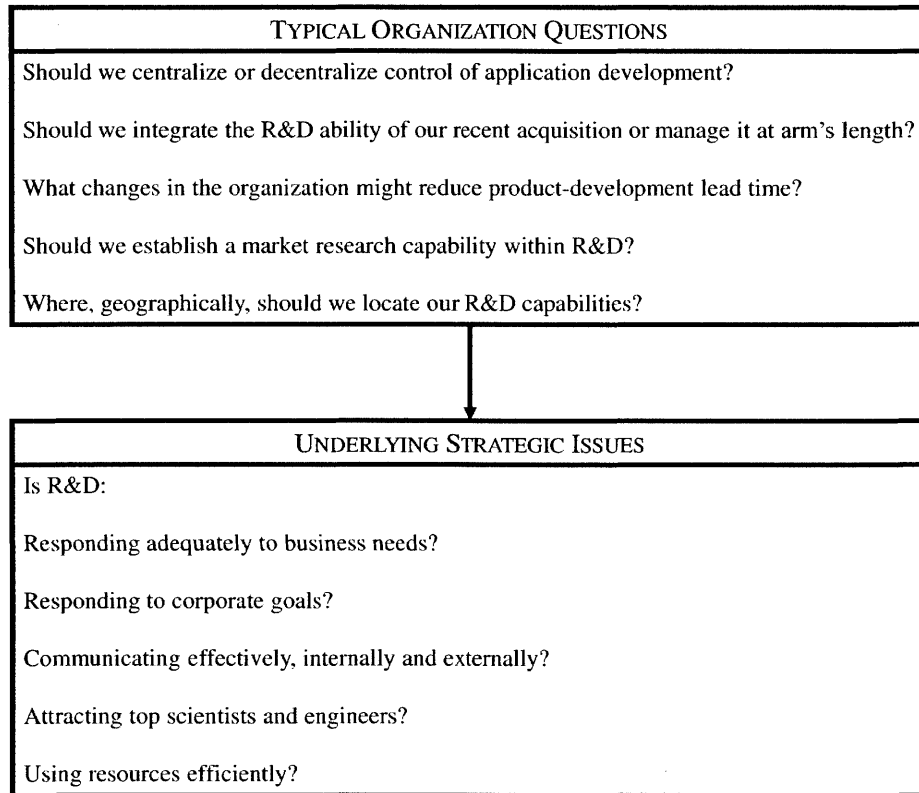 TYPICAL ORGANIZATION QUESTIONS
Should we centralize or decentralize control of application development?
Should we integrate the R&D ability of our recent acquisition or manage it at arm's length?
What changes in the organization might reduce product-development lead time?
Should we establish a market research capability within R&D?
Where, geographically, should we locate our R&D capabilities?
UNDERLYING STRATEGIC ISSUES
Is R&D:
Responding adequately to business needs?
Responding to corporate goals?
Communicating effectively, internally and externally?
Attracting top scientists and engineers?
Using resources efficiently?